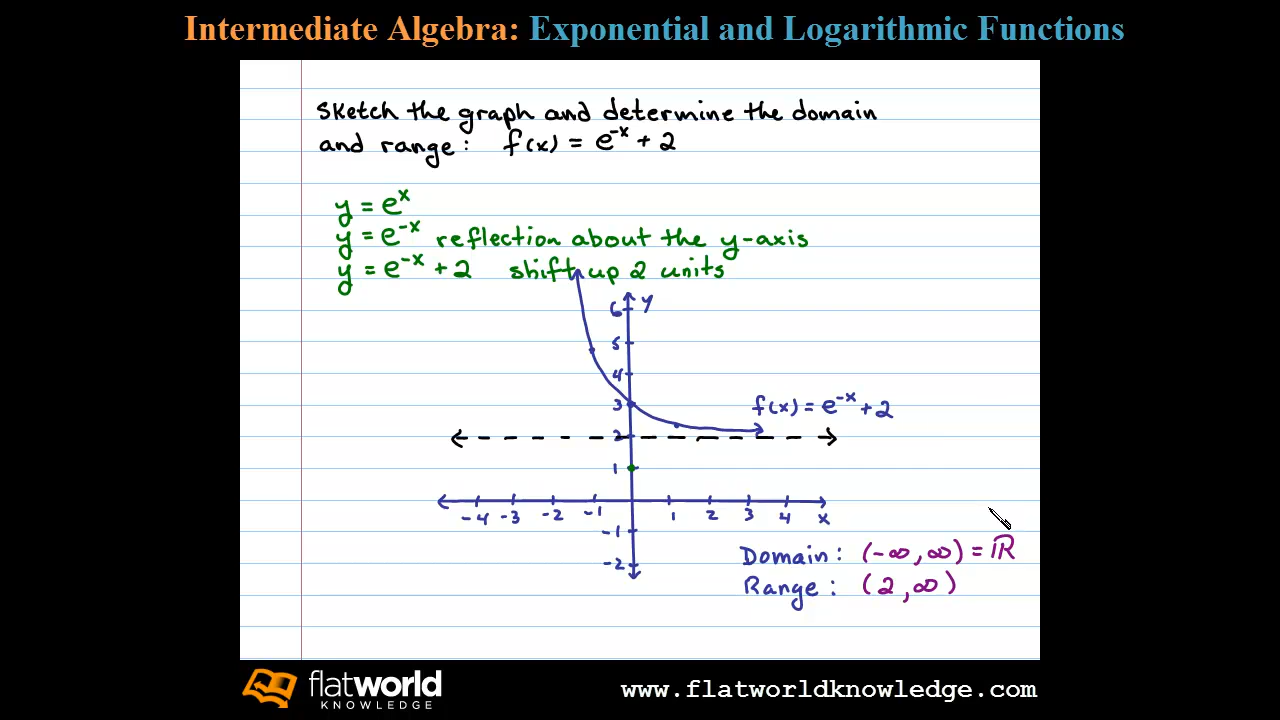 Intermediate Algebra: Exponential and Logarithmic Functions
Sketch the graph and determine the domain
and range: f(x) = e^-x + 2
y = e^x
y = e^-x reflection about the y-axis
y = e^-x + 2 shift up 2 units
6 y
5
4
3
f(x) = e^-x + 2
2
1
-4 -3 -2 -1 1 2 3 4 x
-1
-2
Domain: (-∞, ∞) = ℝ
Range: (2, ∞)
flatworld
KNOWLEDGE
www.flatworldknowledge.com